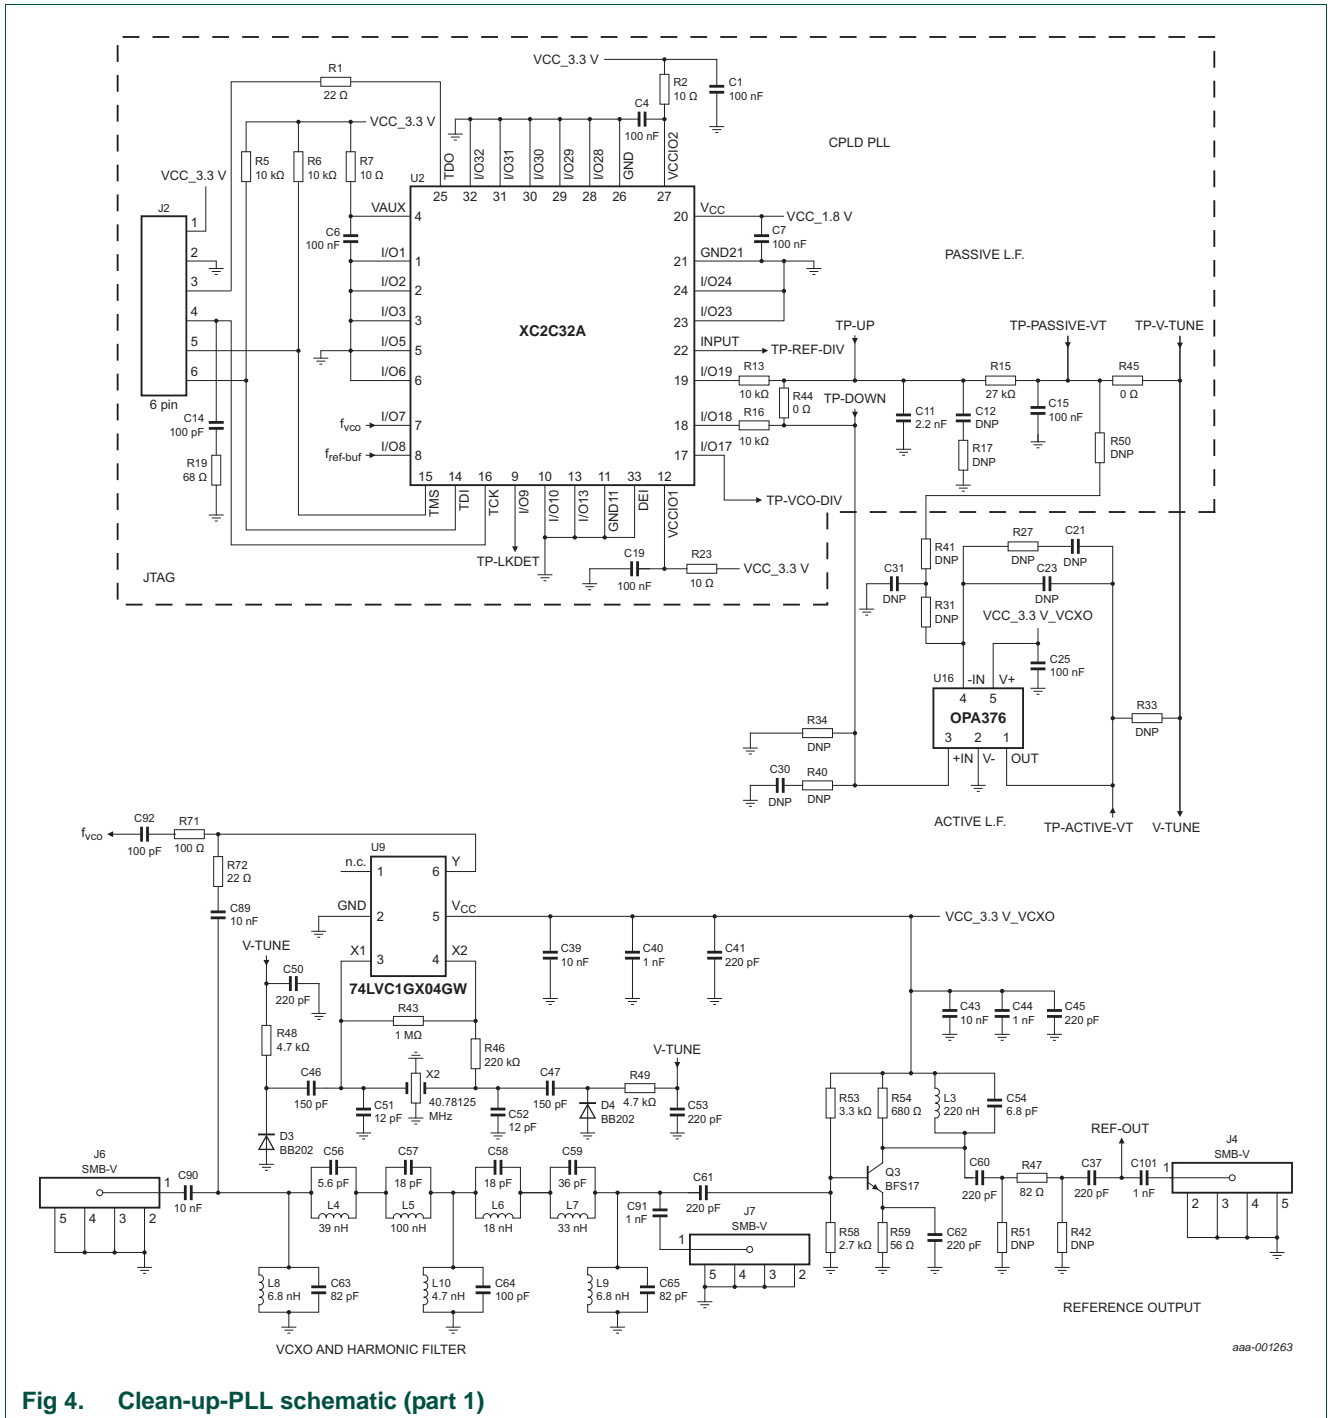 VCC_3.3 V
R1
22 Ω
R2
10 Ω
C1
100 nF
C4
100 nF
CPLD PLL
VCC_3.3 V
R5
10 kΩ
R6
10 kΩ
R7
10 Ω
TDO
I/O32
I/O31
I/O30
I/O29
I/O28
GND
VCCIO2
VCC_3.3 V
U2
25 32 31 30 29 28 26 27
J2
1
2
3
4
5
6
6 pin
VAUX
4
C6
100 nF
I/O1
1
I/O2
2
I/O3
3
I/O5
5
I/O6
6
I/O7
7
fvco
I/O8
8
fref-buf
XC2C32A
20
VCC
VCC_1.8 V
C7
100 nF
21
GND21
24
I/O24
23
I/O23
22
INPUT
TP-REF-DIV
19
I/O19
18
I/O18
17
I/O17
PASSIVE L.F.
TP-UP
TP-PASSIVE-VT
TP-V-TUNE
R13
10 kΩ
R44
0 Ω
TP-DOWN
R16
10 kΩ
C11
2.2 nF
C12
DNP
R17
DNP
R15
27 kΩ
C15
100 nF
R45
0 Ω
R50
DNP
TP-VCO-DIV
C14
100 pF
R19
68 Ω
15 14 16 9 10 13 11 33 12
TMS
TDI
TCK
I/O9
I/O10
I/O13
GND11
DEI
VCCIO1
TP-LKDET
C19
100 nF
R23
10 Ω
VCC_3.3 V
JTAG
R41
DNP
C31
DNP
R31
DNP
R27
DNP
C21
DNP
C23
DNP
VCC_3.3 V_VCXO
C25
100 nF
U16
-IN
V+
4 5
OPA376
3 2 1
+IN
V-
OUT
R33
DNP
R34
DNP
C30
DNP
R40
DNP
ACTIVE L.F.
TP-ACTIVE-VT
V-TUNE
fvco
C92
100 pF
R71
100 Ω
R72
22 Ω
C89
10 nF
U9
n.c.
1
6
Y
GND
2
5
VCC
X1
3
4
X2
74LVC1GX04GW
VCC_3.3 V_VCXO
C39
10 nF
C40
1 nF
C41
220 pF
V-TUNE
C50
220 pF
R48
4.7 kΩ
R43
1 MΩ
R46
220 kΩ
C46
150 pF
C51
12 pF
X2
40.78125
MHz
C52
12 pF
C47
150 pF
D4
BB202
R49
4.7 kΩ
V-TUNE
C53
220 pF
D3
BB202
C43
10 nF
C44
1 nF
C45
220 pF
R53
3.3 kΩ
R54
680 Ω
L3
220 nH
C54
6.8 pF
J6
SMB-V
1
5 4 3 2
C90
10 nF
C56
5.6 pF
L4
39 nH
C57
18 pF
L5
100 nH
C58
18 pF
L6
18 nH
C59
36 pF
L7
33 nH
C61
220 pF
C91
1 nF
J7
SMB-V
1
5 4 3 2
Q3
BFS17
R58
2.7 kΩ
R59
56 Ω
C62
220 pF
C60
220 pF
R47
82 Ω
R51
DNP
R42
DNP
C37
220 pF
REF-OUT
C101
1 nF
J4
SMB-V
1
2 3 4 5
L8
6.8 nH
C63
82 pF
L10
4.7 nH
C64
100 pF
L9
6.8 nH
C65
82 pF
REFERENCE OUTPUT
VCXO AND HARMONIC FILTER
aaa-001263
Fig 4. Clean-up-PLL schematic (part 1)